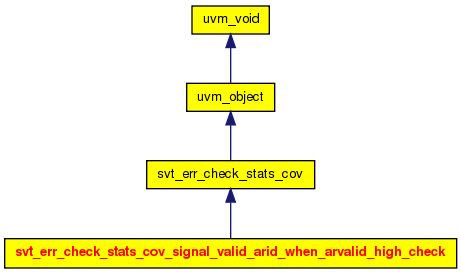 uvm_void
uvm_object
svt_err_check_stats_cov
svt_err_check_stats_cov_signal_valid_arid_when_arvalid_high_check